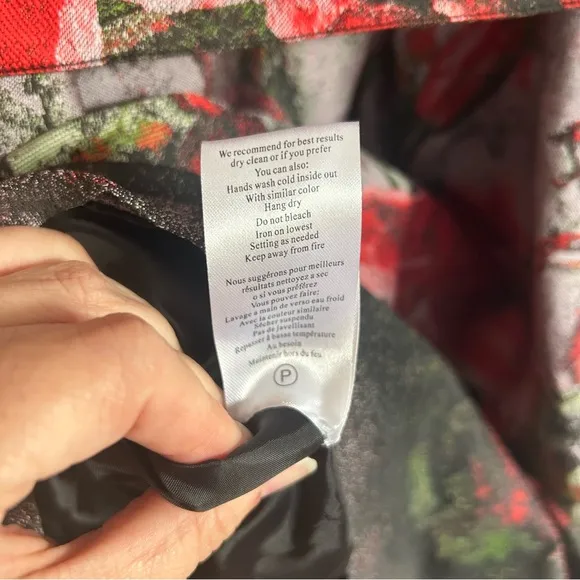 We recommend for best results
dry clean or if you prefer
You can also:
Hands wash cold inside out
With similar color
Hang dry
Do not bleach
Iron on lowest
Setting as needed
Keep away from fire
Nous suggérons pour meilleurs
résultats nettoyez a sec
o si vous préférez
Vous pouvez faire:
Lavage a main de verso eau froid
Avec la couleur similaire
Sécher suspendu
Pas de javellisant
Repasser à basse température
Au besoin
Maintenir hors du feu.
P